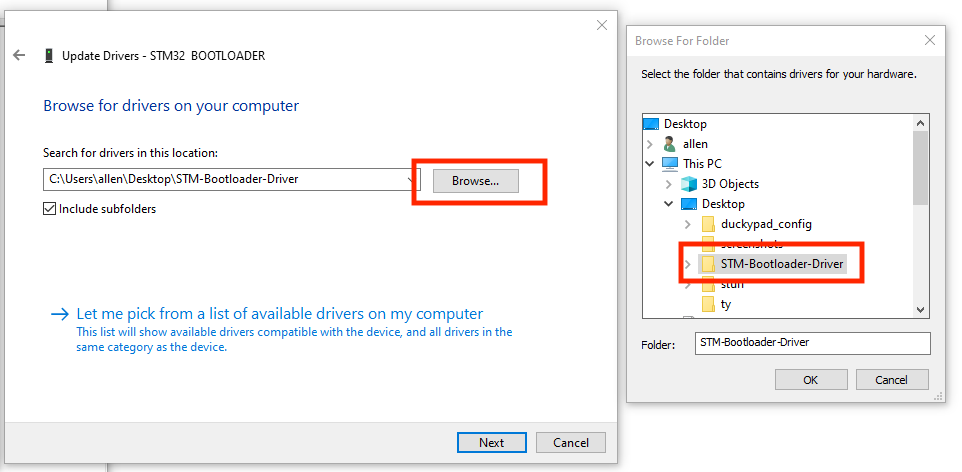 Update Drivers - STM32 BOOTLOADER
Browse for drivers on your computer
Search for drivers in this location:
C:\Users\allen\Desktop\STM-Bootloader-Driver
Browse...
Include subfolders
Let me pick from a list of available drivers on my computer
This list will show available drivers compatible with the device, and all drivers in the
same category as the device.
Next
Cancel
Browse For Folder
Select the folder that contains drivers for your hardware.
Desktop
allen
This PC
3D Objects
Desktop
duckypad_config
screenshots
STM-Bootloader-Driver
stuff
ty
Folder:
STM-Bootloader-Driver
OK
Cancel